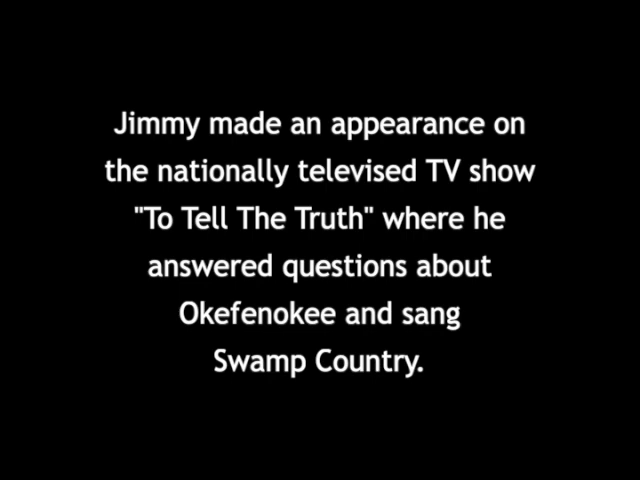 Jimmy made an appearance on
the nationally televised TV show
"To Tell The Truth" where he
answered questions about
Okefenokee and sang
Swamp Country.